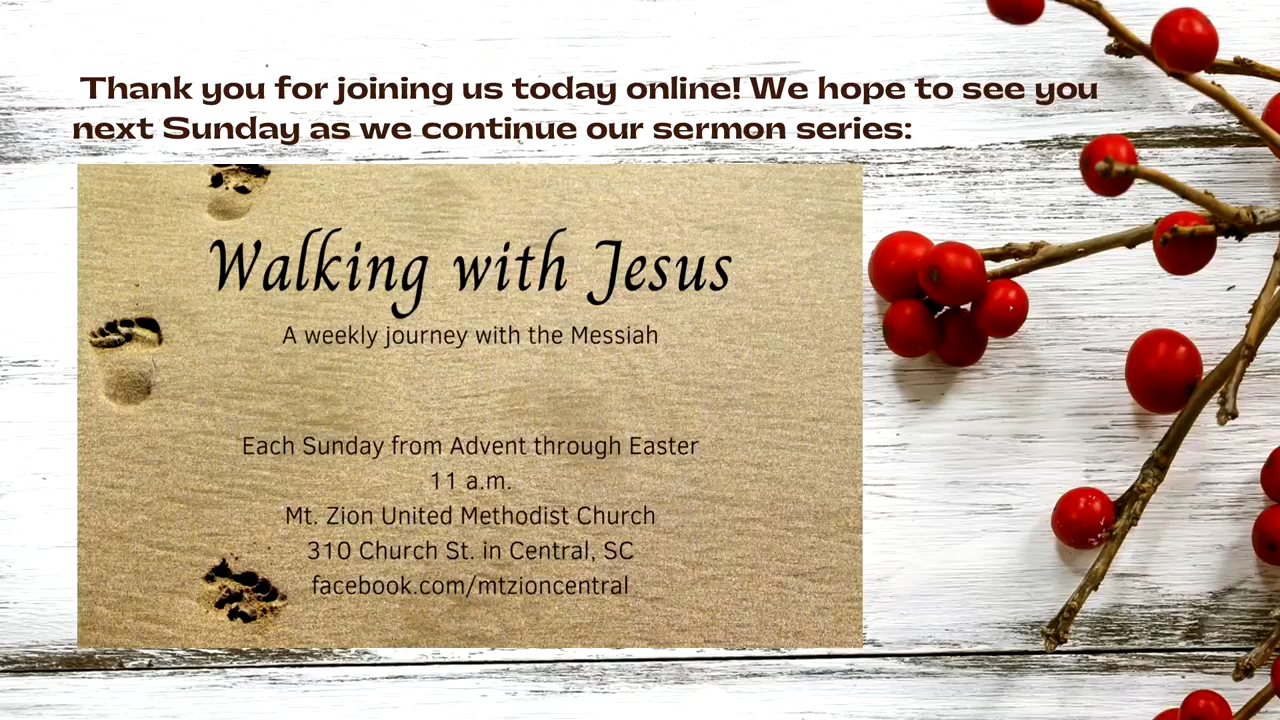 Thank you for joining us today online! We hope to see you
next Sunday as we continue our sermon series:
Walking with Jesus
A weekly journey with the Messiah
Each Sunday from Advent through Easter
11 a.m.
Mt. Zion United Methodist Church
310 Church St. in Central, SC
facebook.com/mtzioncentral